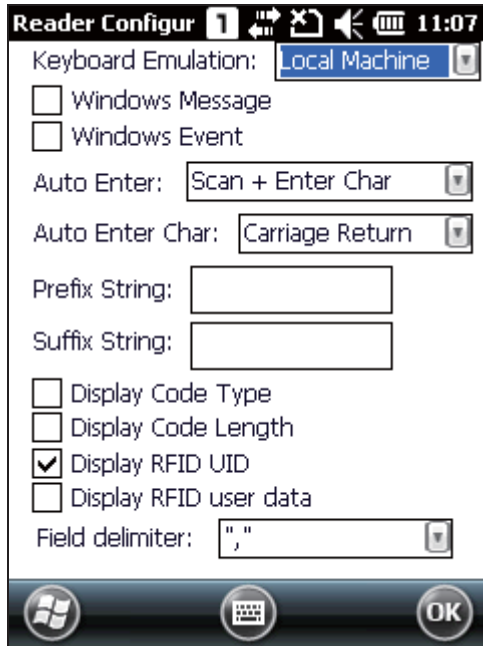 Reader Configur 1 11:07
Keyboard Emulation: Local Machine
Windows Message
Windows Event
Auto Enter: Scan + Enter Char
Auto Enter Char: Carriage Return
Prefix String:
Suffix String:
Display Code Type
Display Code Length
Display RFID UID
Display RFID user data
Field delimiter: ","
OK